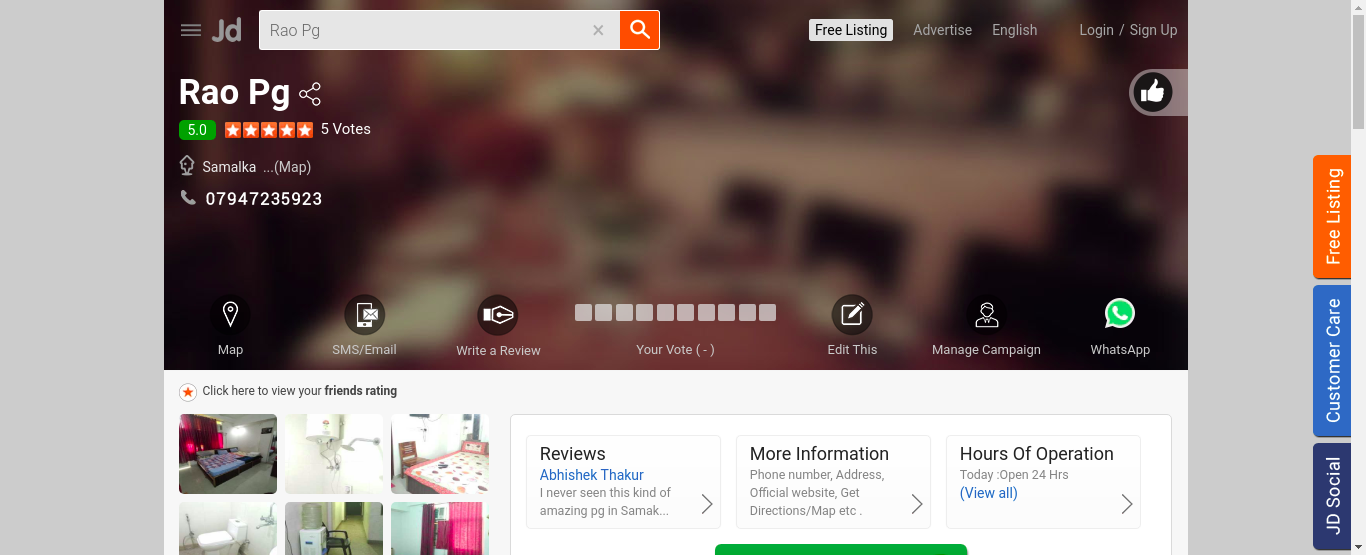 Jd
Rao Pg
Free Listing
Advertise
English
Login / Sign Up
Rao Pg
5.0
5 Votes
Samalka ...(Map)
07947235923
Map
SMS/Email
Write a Review
Your Vote ( - )
Edit This
Manage Campaign
WhatsApp
Click here to view your friends rating
Reviews
Abhishek Thakur
I never seen this kind of
amazing pg in Samak...
More Information
Phone number, Address,
Official website, Get
Directions/Map etc .
Hours Of Operation
Today :Open 24 Hrs
(View all)
Free Listing
Customer Care
JD Social